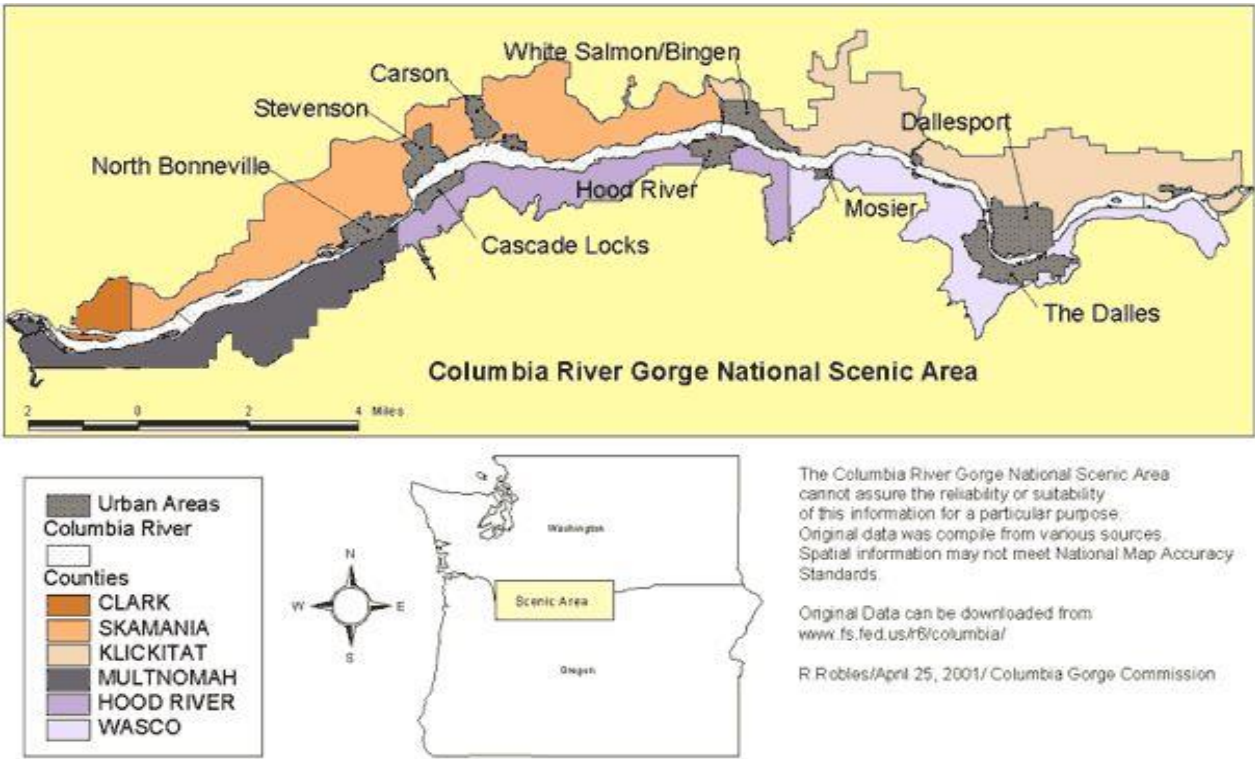 White Salmon/Bingen
Carson
Stevenson
Dallesport
North Bonneville
Hood River
Mosier
Cascade Locks
The Dalles
Columbia River Gorge National Scenic Area
2 0 2 4 Miles
Urban Areas
Columbia River
Counties
CLARK
SKAMANIA
KLICKITAT
MULTNOMAH
HOOD RIVER
WASCO
N
W E
S
Washington
Scenic Area
Oregon
The Columbia River Gorge National Scenic Area
cannot assure the reliability or suitability
of this information for a particular purpose.
Original data was compile from various sources.
Spatial information may not meet National Map Accuracy
Standards.
Original Data can be downloaded from
www.fs.fed.us/r6/columbia/
R.Robles/April 25, 2001/ Columbia Gorge Commission